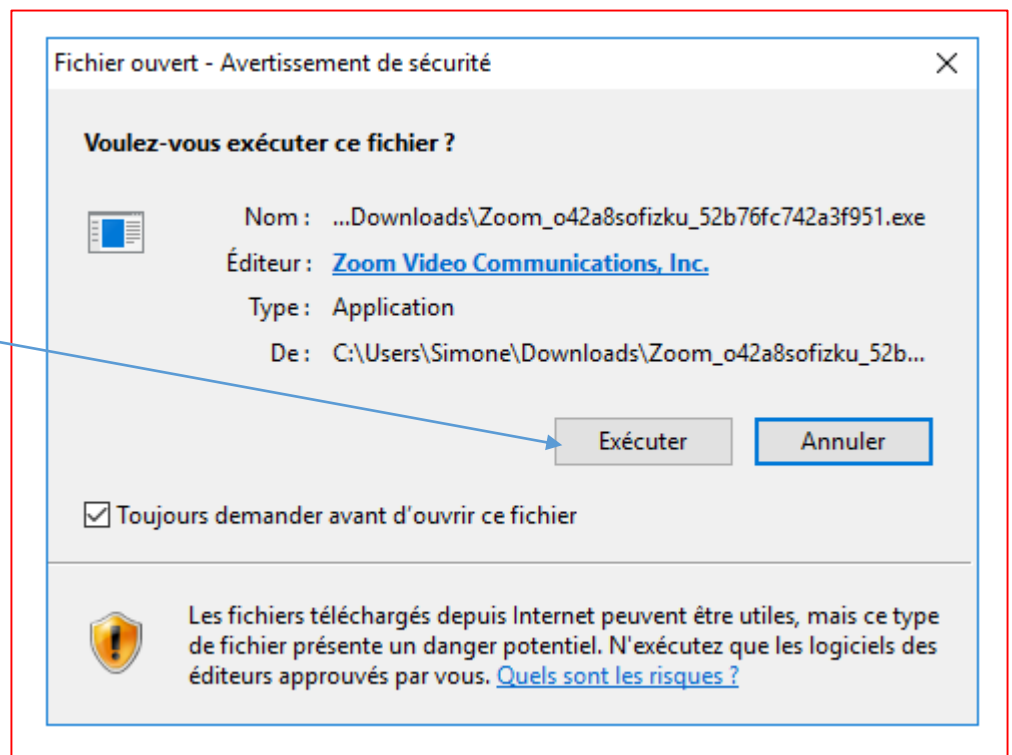 Fichier ouvert - Avertissement de sécurité
Voulez-vous exécuter ce fichier ?
Nom : ...Downloads\Zoom_o42a8sofizku_52b76fc742a3f951.exe
Éditeur : Zoom Video Communications, Inc.
Type : Application
De : C:\Users\Simone\Downloads\Zoom_o42a8sofizku_52b...
Exécuter Annuler
Toujours demander avant d'ouvrir ce fichier
Les fichiers téléchargés depuis Internet peuvent être utiles, mais ce type
de fichier présente un danger potentiel. N'exécutez que les logiciels des
éditeurs approuvés par vous. Quels sont les risques ?